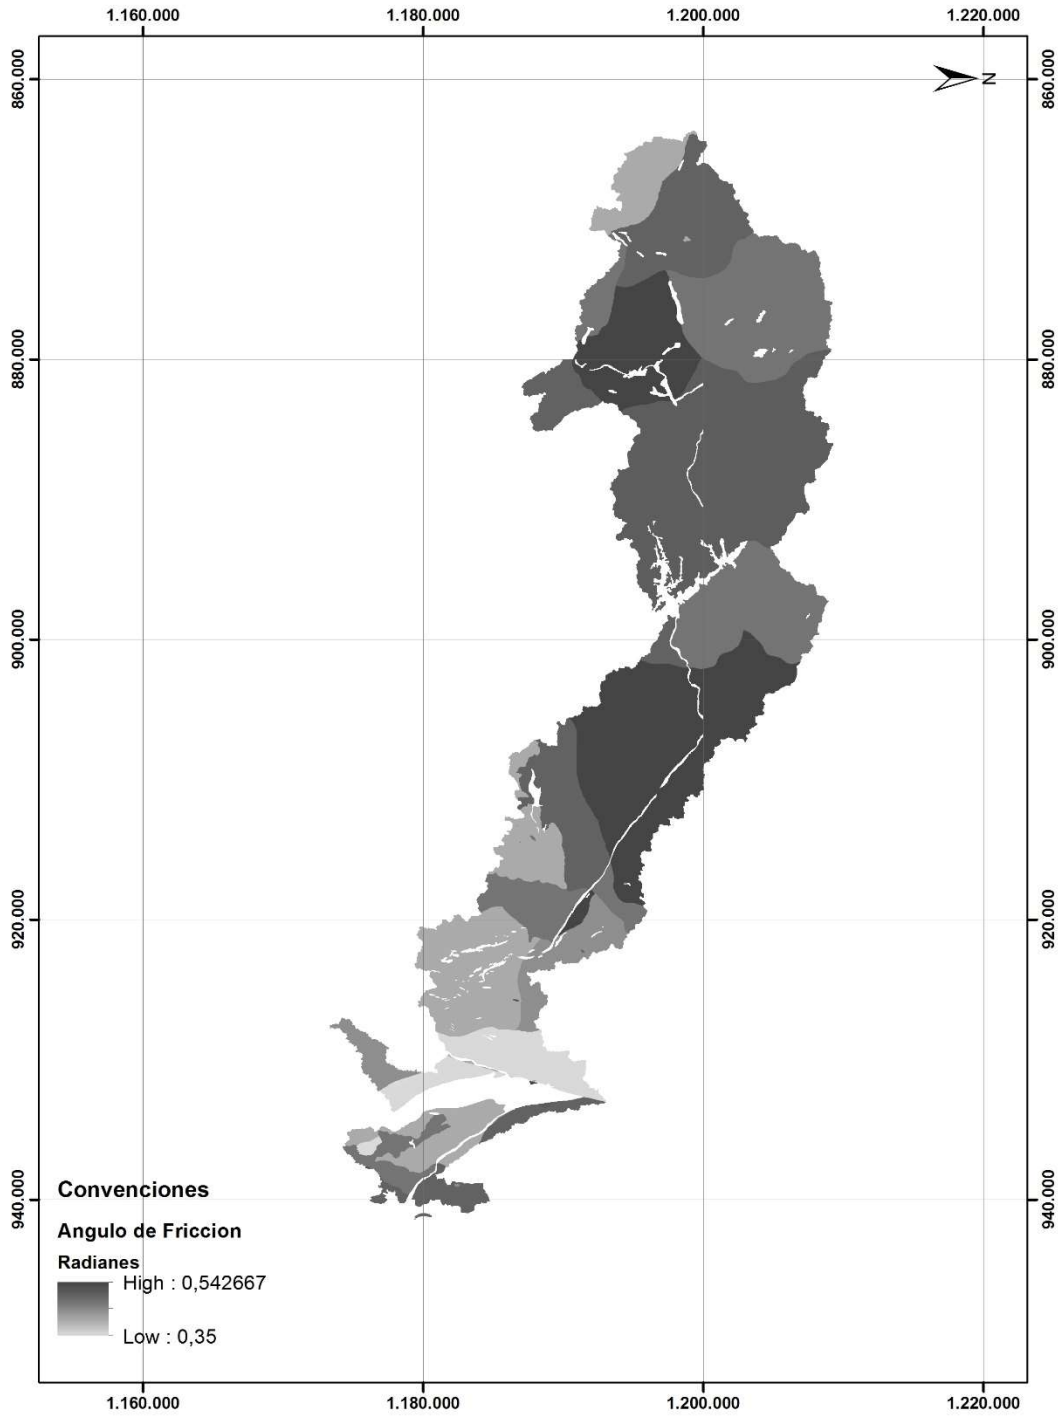 1.160.000 1.180.000 1.200.000 1.220.000
860.000 860.000
N
880.000 880.000
900.000 900.000
920.000 920.000
940.000 940.000
Convenciones
Angulo de Friccion
Radianes
High : 0,542667
Low : 0,35
1.160.000 1.180.000 1.200.000 1.220.000